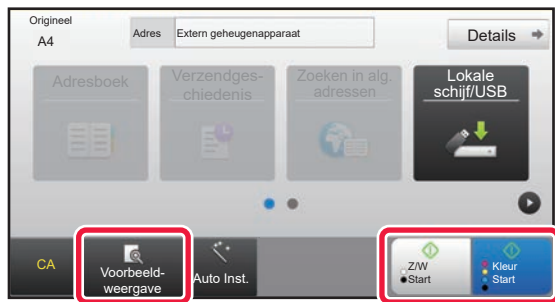 Origineel
A4
Adres
Extern geheugenapparaat
Details
Adresboek
Verzendges-
chiedenis
Zoeken in alg.
adressen
Lokale
schijf/USB
CA
Voorbeeld-
weergave
Auto Inst.
Z/W
Start
Kleur
Start